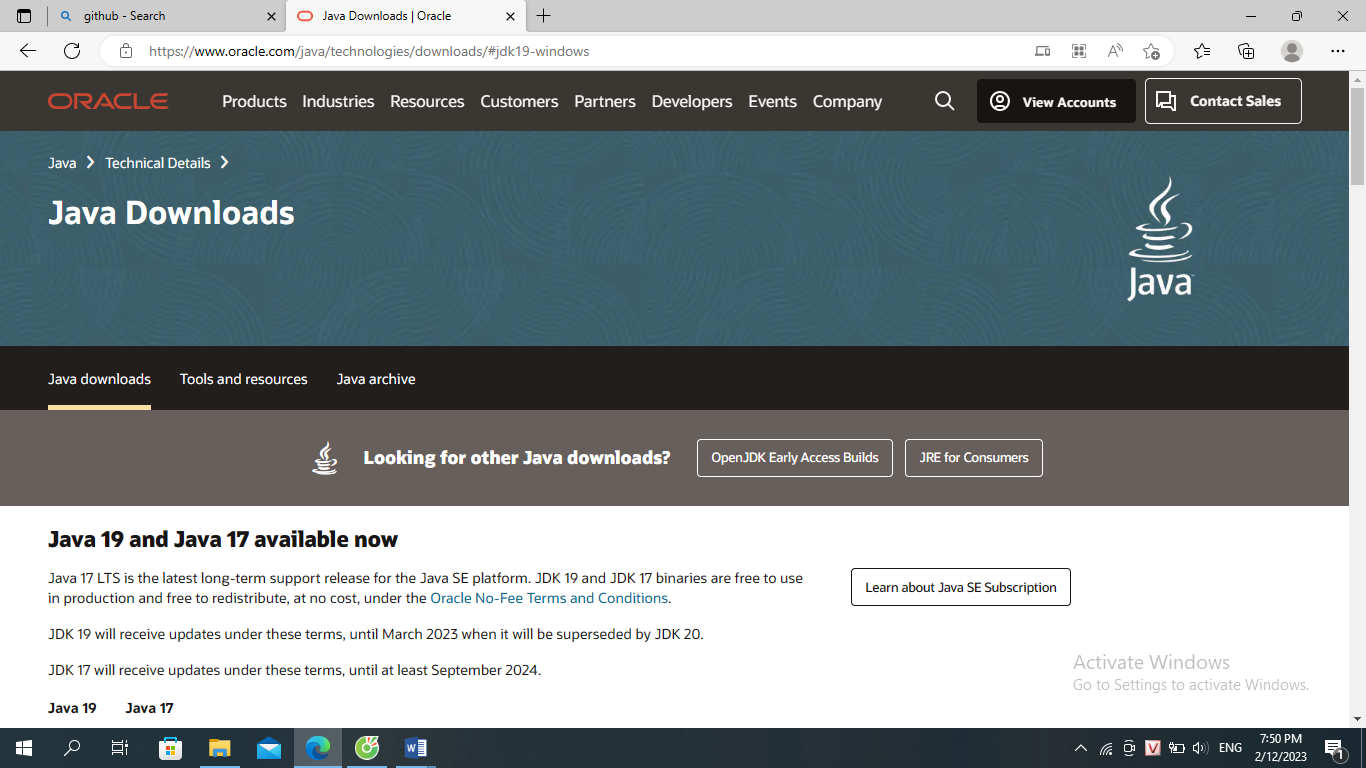 github - Search
Java Downloads | Oracle
https://www.oracle.com/java/technologies/downloads/#jdk19-windows
ORACLE
Products Industries Resources Customers Partners Developers Events Company
View Accounts
Contact Sales
Java
Technical Details
Java Downloads
Java
Java downloads
Tools and resources
Java archive
Looking for other Java downloads?
OpenJDK Early Access Builds
JRE for Consumers
Java 19 and Java 17 available now
Java 17 LTS is the latest long-term support release for the Java SE platform. JDK 19 and JDK 17 binaries are free to use
in production and free to redistribute, at no cost, under the Oracle No-Fee Terms and Conditions.
Learn about Java SE Subscription
JDK 19 will receive updates under these terms, until March 2023 when it will be superseded by JDK 20.
JDK 17 will receive updates under these terms, until at least September 2024.
Activate Windows
Go to Settings to activate Windows.
Java 19
Java 17
ENG
7:50 PM
2/12/2023
1